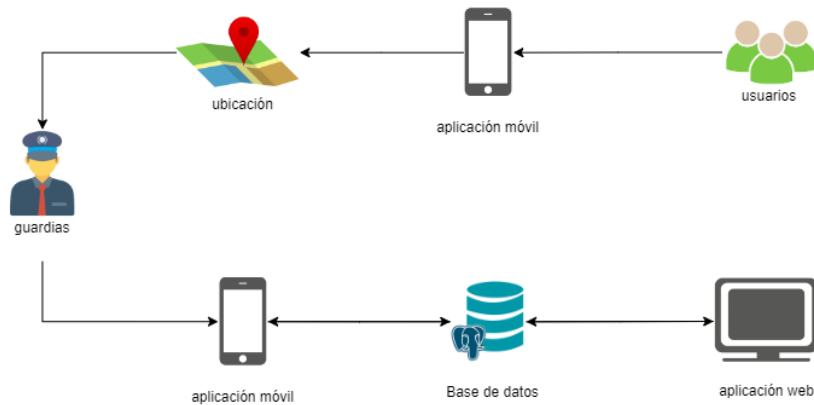 ubicación
aplicación móvil
usuarios
guardias
aplicación móvil
Base de datos
aplicación web